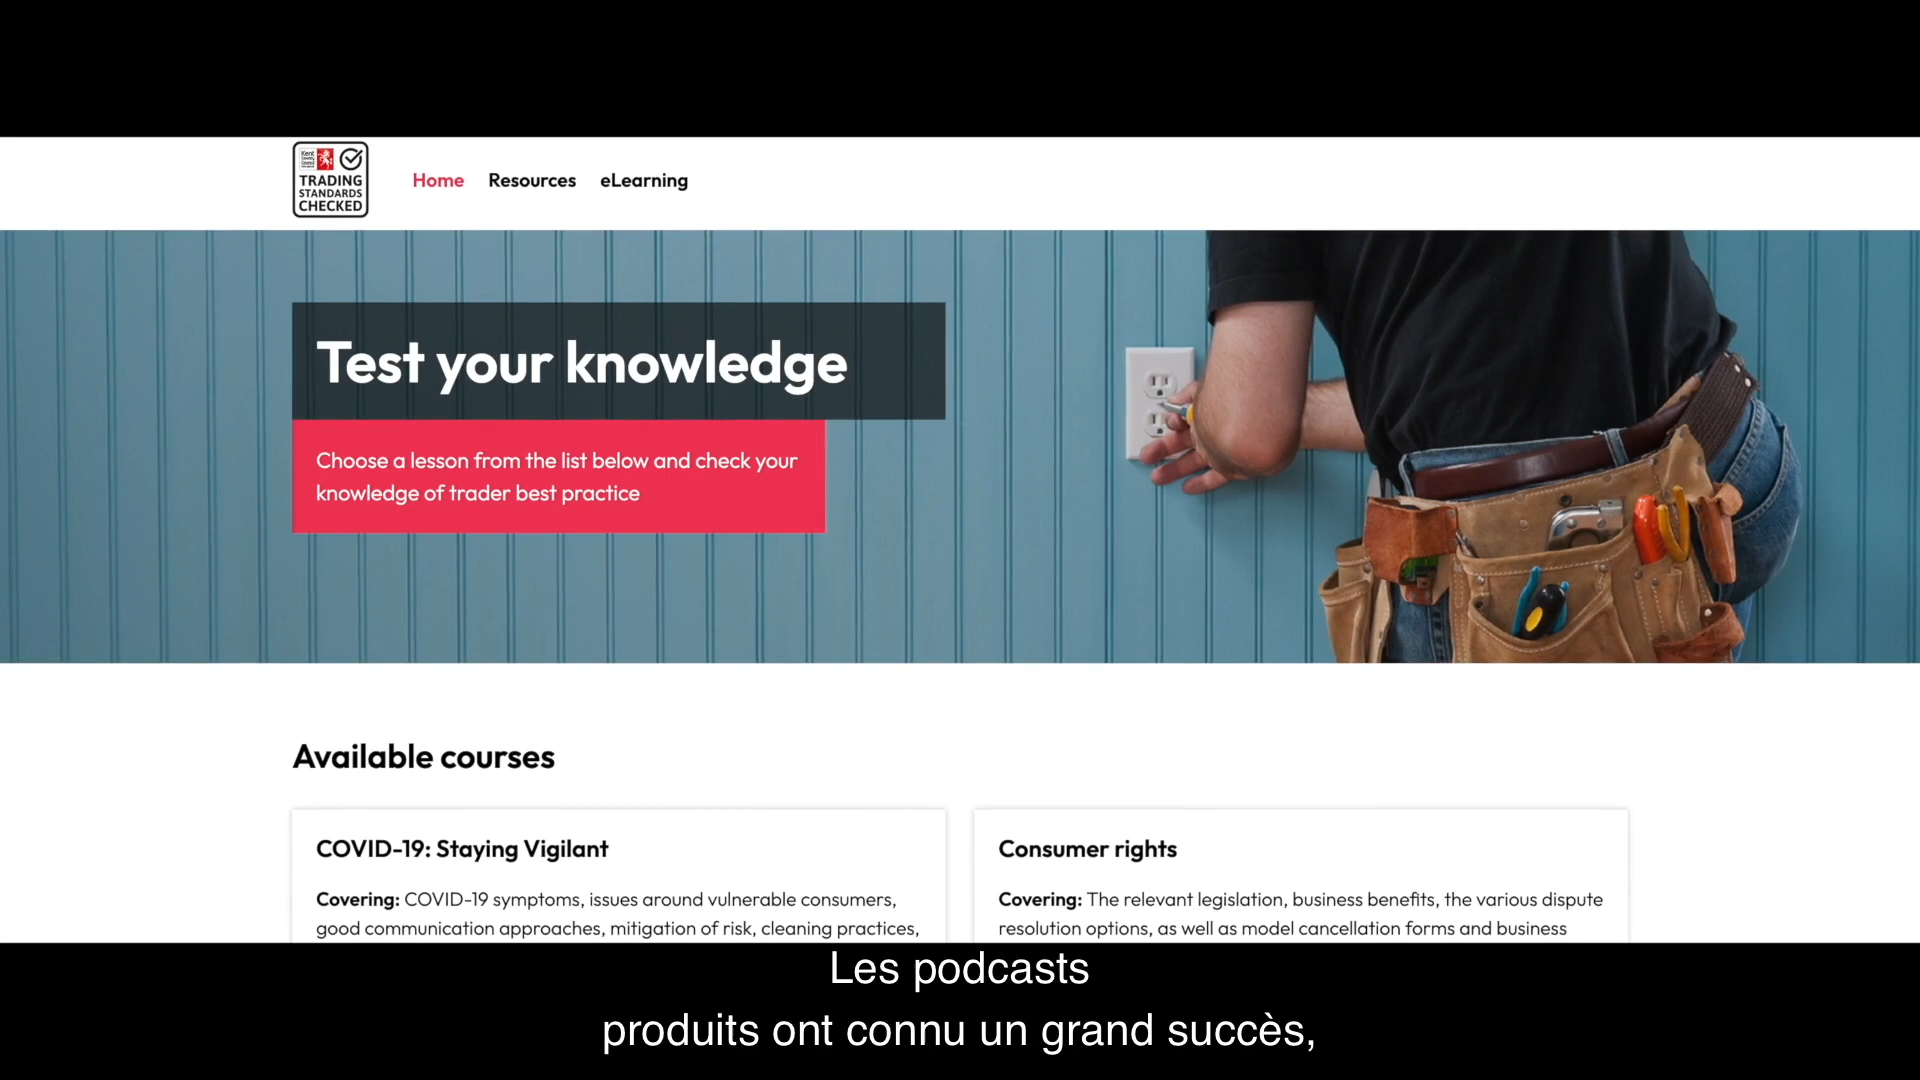 Kent
County
Council
TRADING
STANDARDS
CHECKED
Home Resources eLearning
Test your knowledge
Choose a lesson from the list below and check your
knowledge of trader best practice
Available courses
COVID-19: Staying Vigilant
Covering: COVID-19 symptoms, issues around vulnerable consumers,
good communication approaches, mitigation of risk, cleaning practices,
Consumer rights
Covering: The relevant legislation, business benefits, the various dispute
resolution options, as well as model cancellation forms and business
Les podcasts
produits ont connu un grand succès,